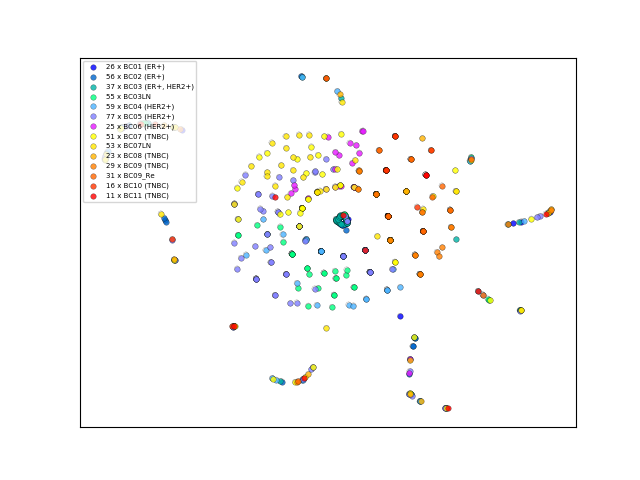 26 x BC01 (ER+)
56 x BC02 (ER+)
37 x BC03 (ER+, HER2+)
55 x BC03LN
59 x BC04 (HER2+)
77 x BC05 (HER2+)
25 x BC06 (HER2+)
51 x BC07 (TNBC)
53 x BC07LN
23 x BC08 (TNBC)
29 x BC09 (TNBC)
31 x BC09_Re
16 x BC10 (TNBC)
11 x BC11 (TNBC)